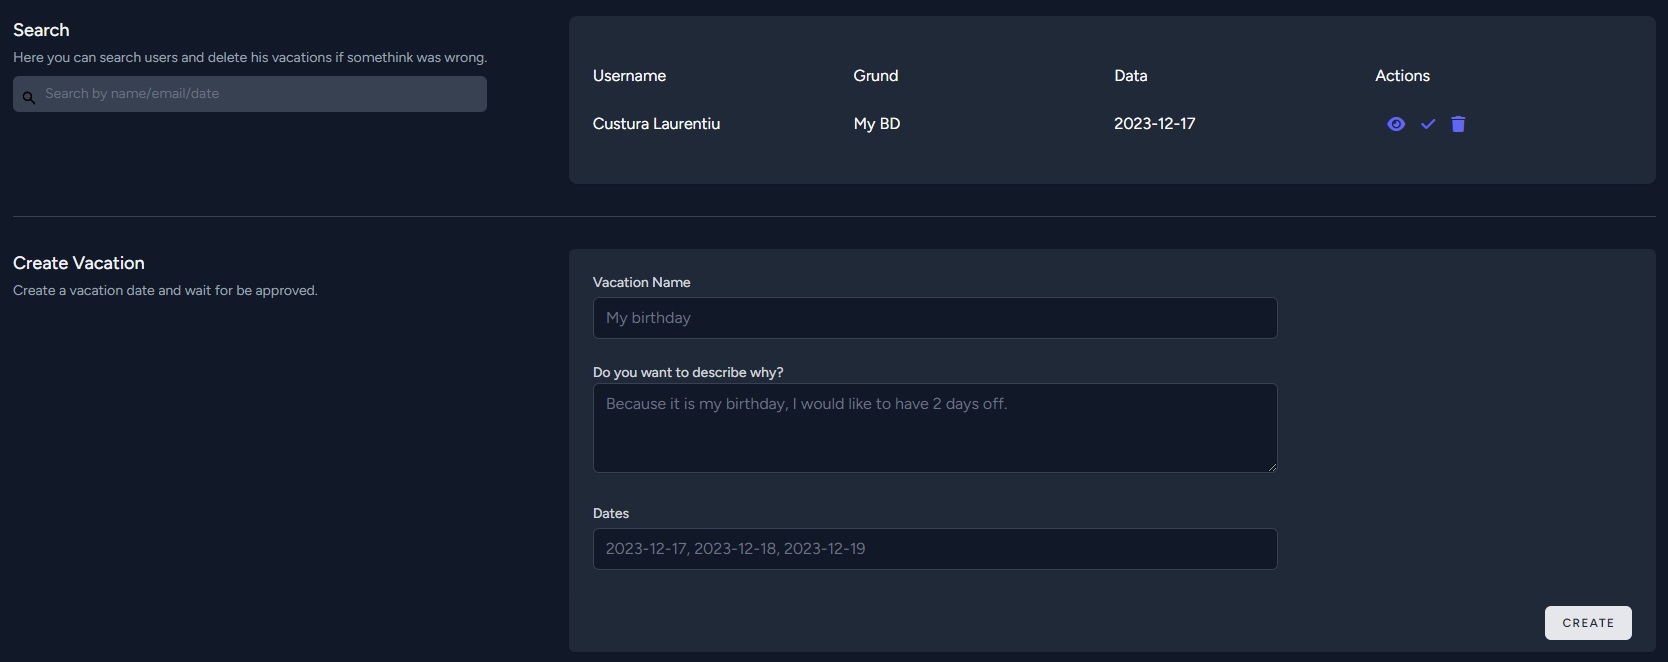 Search
Here you can search users and delete his vacations if somethink was wrong.
Search by name/email/date
Username Grund Data Actions
Custura Laurentiu My BD 2023-12-17
Create Vacation
Create a vacation date and wait for be approved.
Vacation Name
My birthday
Do you want to describe why?
Because it is my birthday, I would like to have 2 days off.
Dates
2023-12-17, 2023-12-18, 2023-12-19
CREATE